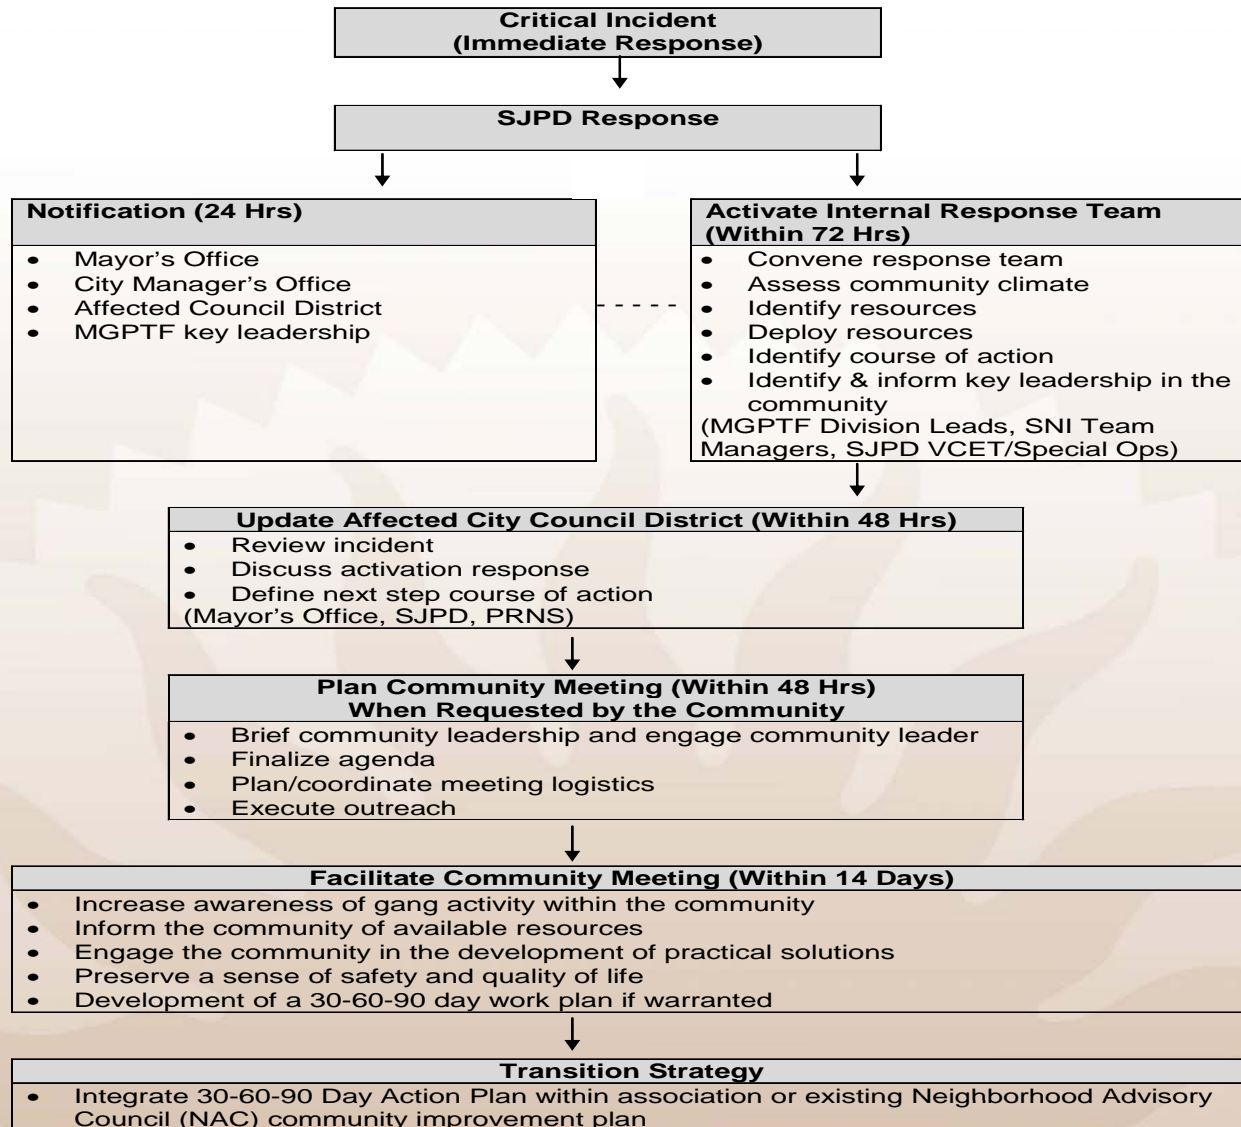 Critical Incident
(Immediate Response)
SJPD Response
Notification (24 Hrs)
• Mayor’s Office
• City Manager’s Office
• Affected Council District
• MGPTF key leadership
Activate Internal Response Team
(Within 72 Hrs)
• Convene response team
• Assess community climate
• Identify resources
• Deploy resources
• Identify course of action
• Identify & inform key leadership in the
community
(MGPTF Division Leads, SNI Team
Managers, SJPD VCET/Special Ops)
Update Affected City Council District (Within 48 Hrs)
• Review incident
• Discuss activation response
• Define next step course of action
(Mayor’s Office, SJPD, PRNS)
Plan Community Meeting (Within 48 Hrs)
When Requested by the Community
• Brief community leadership and engage community leader
• Finalize agenda
• Plan/coordinate meeting logistics
• Execute outreach
Facilitate Community Meeting (Within 14 Days)
• Increase awareness of gang activity within the community
• Inform the community of available resources
• Engage the community in the development of practical solutions
• Preserve a sense of safety and quality of life
• Development of a 30-60-90 day work plan if warranted
Transition Strategy
• Integrate 30-60-90 Day Action Plan within association or existing Neighborhood Advisory
Council (NAC) community improvement plan